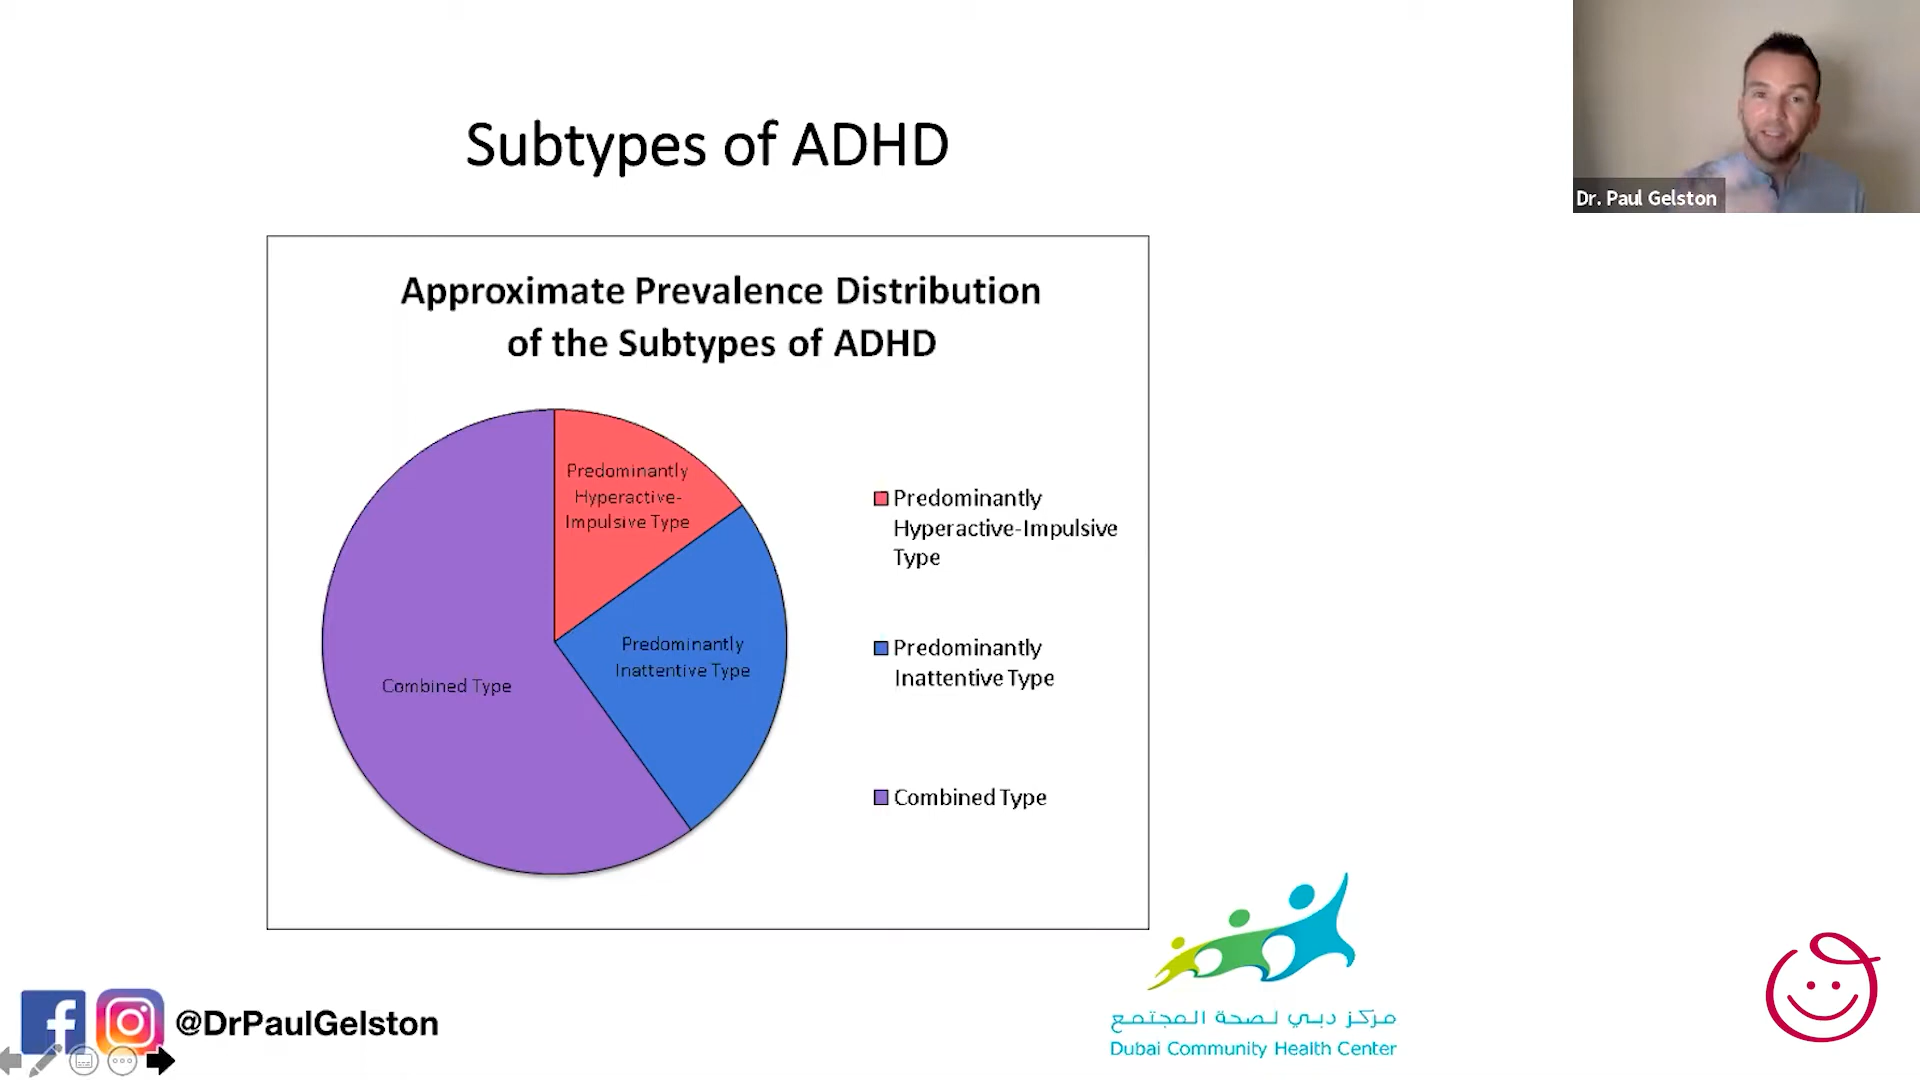 Subtypes of ADHD
Dr. Paul Gelston
Approximate Prevalence Distribution
of the Subtypes of ADHD
Predominantly
Hyperactive-
Impulsive Type
Predominantly
Inattentive Type
Combined Type
Predominantly
Hyperactive-Impulsive
Type
Predominantly
Inattentive Type
Combined Type
@DrPaulGelston
مركز دبي لصحة المجتمع
Dubai Community Health Center